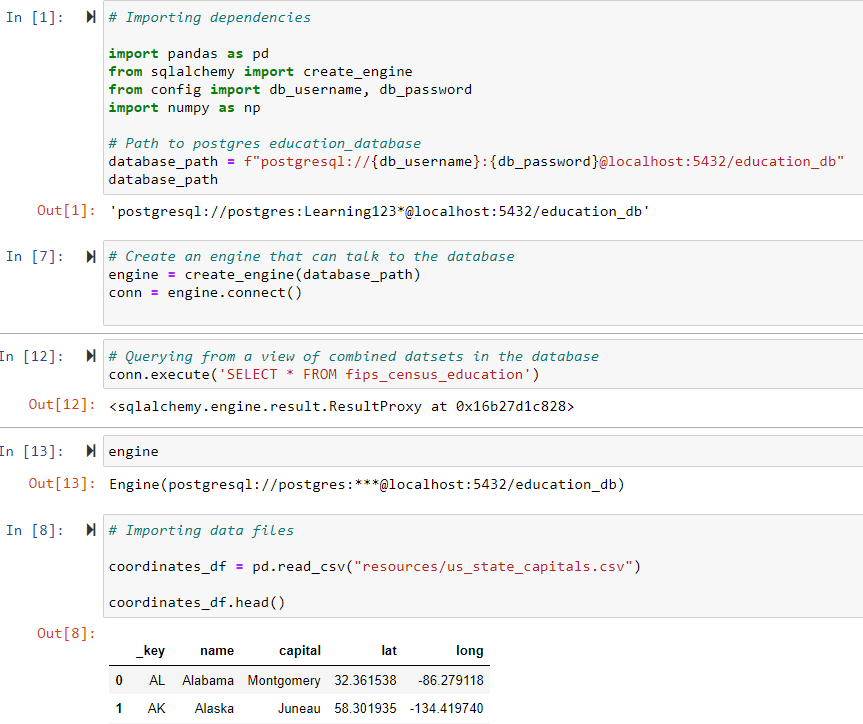 In [1]: # Importing dependencies
import pandas as pd
from sqlalchemy import create_engine
from config import db_username, db_password
import numpy as np
# Path to postgres education_database
database_path = f"postgresql://{db_username}:{db_password}@localhost:5432/education_db"
database_path
Out[1]: 'postgresql://postgres:Learning123*@localhost:5432/education_db'
In [7]: # Create an engine that can talk to the database
engine = create_engine(database_path)
conn = engine.connect()
In [12]: # Querying from a view of combined datsets in the database
conn.execute('SELECT * FROM fips_census_education')
Out[12]: <sqlalchemy.engine.result.ResultProxy at 0x16b27d1c828>
In [13]: engine
Out[13]: Engine(postgresql://postgres:***@localhost:5432/education_db)
In [8]: # Importing data files
coordinates_df = pd.read_csv("resources/us_state_capitals.csv")
coordinates_df.head()
Out[8]:
_key name capital lat long
0 AL Alabama Montgomery 32.361538 -86.279118
1 AK Alaska Juneau 58.301935 -134.419740